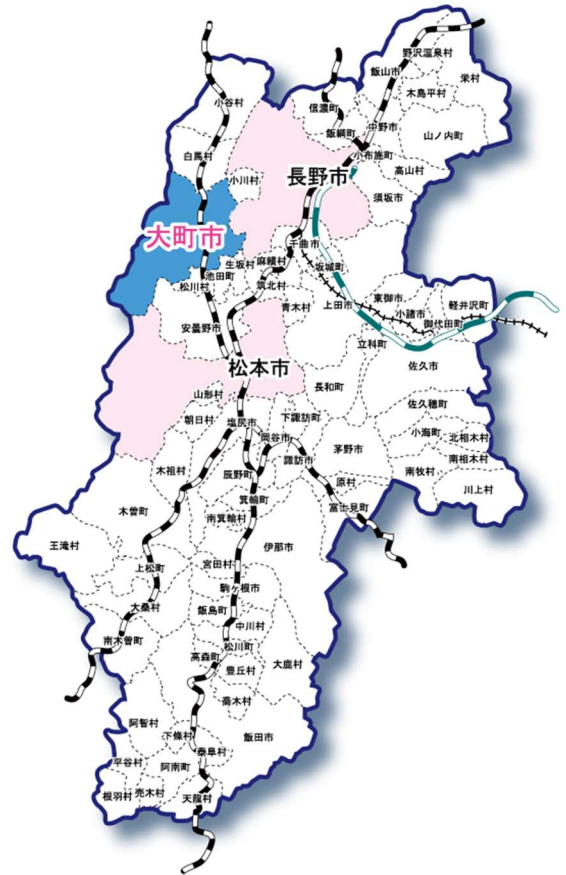 野沢温泉村
飯山市
栄村
木島平村
小谷村
信濃町
中野市
飯綱町
山ノ内町
白馬村
小布施町
高山村
長野市
小川村
須坂市
大町市
千曲市
麻績村
生坂村
坂城町
池田町
松川村
筑北村
東御市
青木村
上田市
軽井沢町
小諸市
御代田町
安曇野市
立科町
松本市
佐久市
長和町
山形村
佐久穂町
朝日村
下諏訪町
塩尻市
小海町
岡谷市
北相木村
茅野市
諏訪市
南相木村
木祖村
辰野町
南牧村
原村
川上村
箕輪町
富士見町
木曽町
南箕輪村
王滝村
伊那市
宮田村
上松町
駒ヶ根市
大桑村
飯島町
中川村
南木曽町
松川町
高森町
大鹿村
豊丘村
喬木村
阿智村
下條村
飯田市
泰阜村
平谷村
阿南町
売木村
根羽村
天龍村